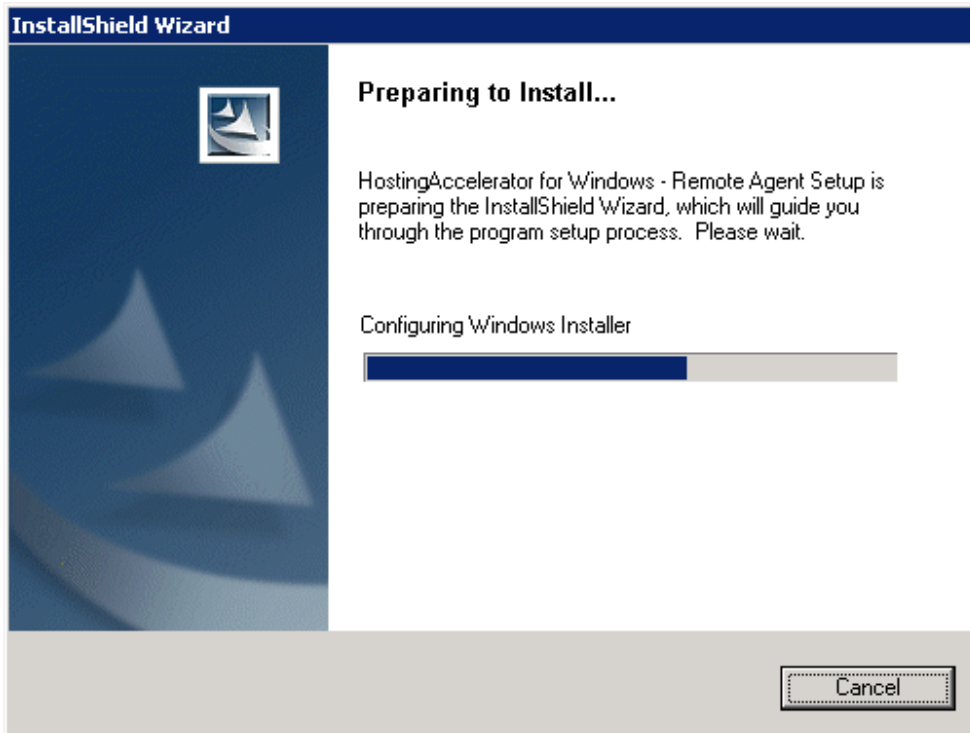 InstallShield Wizard
Preparing to Install...
HostingAccelerator for Windows - Remote Agent Setup is
preparing the InstallShield Wizard, which will guide you
through the program setup process.  Please wait.
Configuring Windows Installer
Cancel